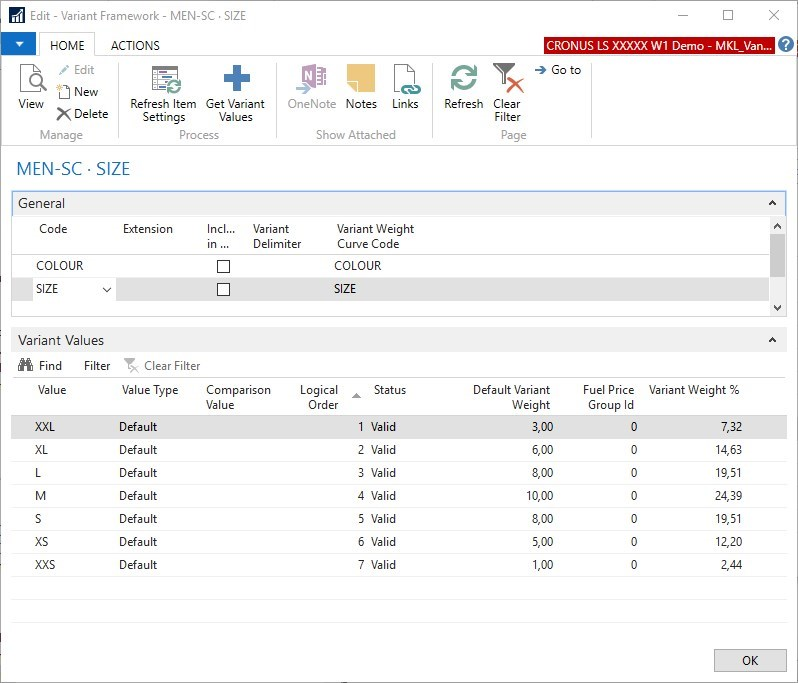 Edit - Variant Framework - MEN-SC · SIZE
HOME ACTIONS CRONUS LS XXXXX W1 Demo - MKL_Van... ?
View Edit New Delete
Manage
Refresh Item Settings Get Variant Values
Process
OneNote Notes Links
Show Attached
Refresh Clear Filter Go to
Page
MEN-SC · SIZE
General
Code Extension Incl... in ... Variant Delimiter Variant Weight Curve Code
COLOUR COLOUR
SIZE SIZE
Variant Values
Find Filter Clear Filter
Value Value Type Comparison Value Logical Order Status Default Variant Weight Fuel Price Group Id Variant Weight %
XXL Default 1 Valid 3,00 0 7,32
XL Default 2 Valid 6,00 0 14,63
L Default 3 Valid 8,00 0 19,51
M Default 4 Valid 10,00 0 24,39
S Default 5 Valid 8,00 0 19,51
XS Default 6 Valid 5,00 0 12,20
XXS Default 7 Valid 1,00 0 2,44
OK